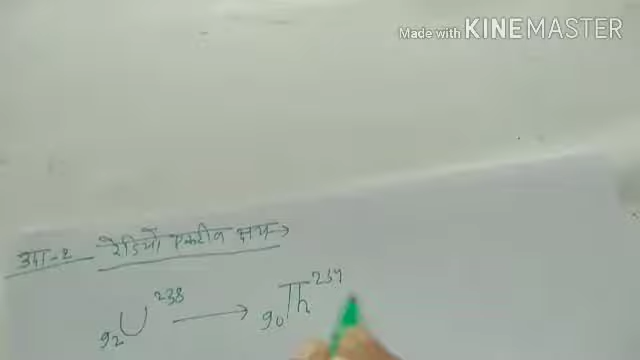 Made with KINEMASTER
उदा-2 रेडियो एक्टीव क्षय →
₉₂U²³⁸ → ₉₀Th²³⁴